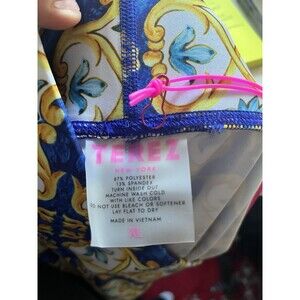 TEREZ
NEW YORK
87% POLYESTER
13% SPANDEX
TURN INSIDE OUT
MACHINE WASH COLD
WITH LIKE COLORS
DO NOT USE BLEACH OR SOFTENER
LAY FLAT TO DRY
MADE IN VIETNAM
XL